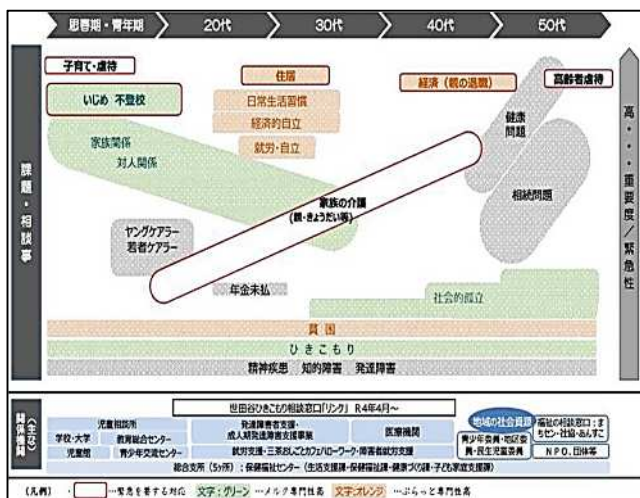 思春期・青年期
20代
30代
40代
50代
課題・相談事
子育て・虐待
いじめ 不登校
家族関係
対人関係
住居
日常生活習慣
経済的自立
就労・自立
経済(親の退職)
高齢者虐待
健康
問題
相続問題
家族の介護
(親・きょうだい等)
ヤングケアラー
若者ケアラー
年金未払
社会的孤立
貧困
ひきこもり
精神疾患 知的障害 発達障害
高・・・重要度/緊急性
(主な)
関係機関
世田谷ひきこもり相談窓口「リンク」 R4年4月~
児童相談所
学校・大学
教育総合センター
児童館
青少年交流センター
発達障害者支援・
成人期発達障害支援事業
医療機関
就労支援・三茶おしごとカフェ/ハローワーク・障害者就労支援
総合支所(5ヶ所):保健福祉センター(生活支援課・保健福祉課・健康づくり課・子ども家庭支援課)
地域の社会資源
青少年委員・地区委
員・民生児童委員
福祉の相談窓口:ま
ちセン・社協・あんすこ
NPO、団体等
(凡例)
・・・緊急を要する対応
文字:グリーン
・・・メルク専門性高
文字:オレンジ
・・・ぷらっと専門性高